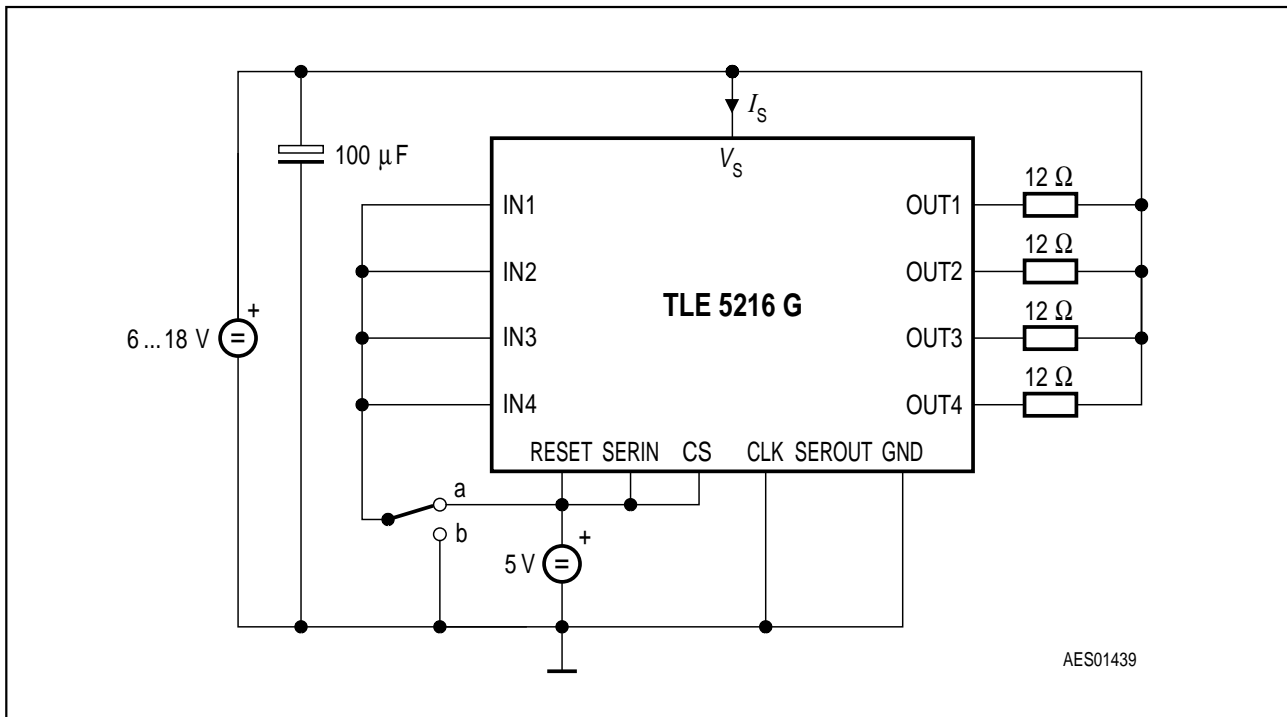 I_S
100 µF
V_S
12 Ω
IN1
OUT1
12 Ω
IN2
OUT2
TLE 5216 G
12 Ω
+
6 ... 18 V
=
IN3
OUT3
12 Ω
IN4
OUT4
RESET SERIN CS CLK SEROUT GND
a
b
+
5 V
=
AES01439